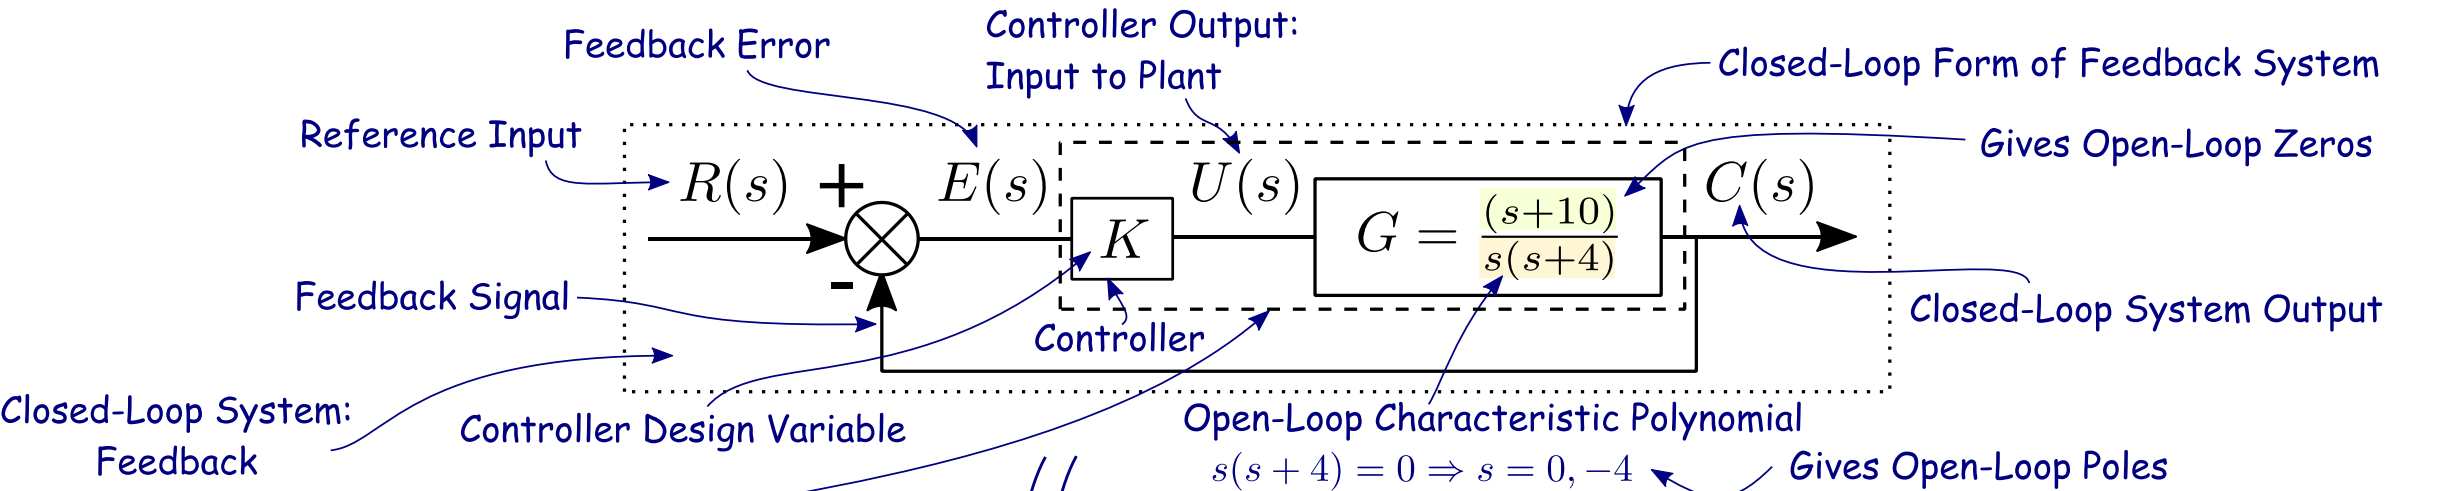 Controller Output:
Input to Plant
Feedback Error
Closed-Loop Form of Feedback System
Reference Input
Gives Open-Loop Zeros
R(s)
+
E(s)
U(s)
C(s)
K
G = (s+10)
s(s+4)
-
Feedback Signal
Controller
Closed-Loop System Output
Closed-Loop System:
Feedback
Controller Design Variable
Open-Loop Characteristic Polynomial
s(s + 4) = 0 ⇒ s = 0, −4
Gives Open-Loop Poles